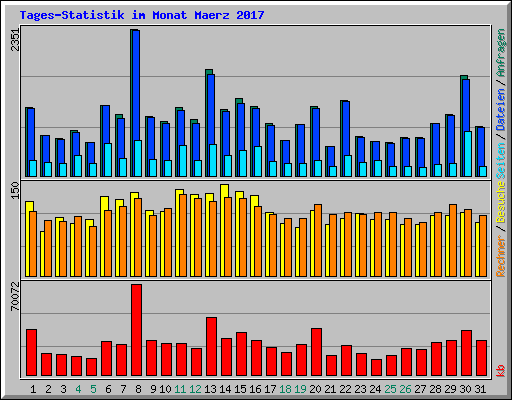 Tages-Statistik im Monat Maerz 2017
2351
150
70072
Rechner / Besuche Seiten / Dateien / Anfragen
kb
1 2 3 4 5 6 7 8 9 10 11 12 13 14 15 16 17 18 19 20 21 22 23 24 25 26 27 28 29 30 31